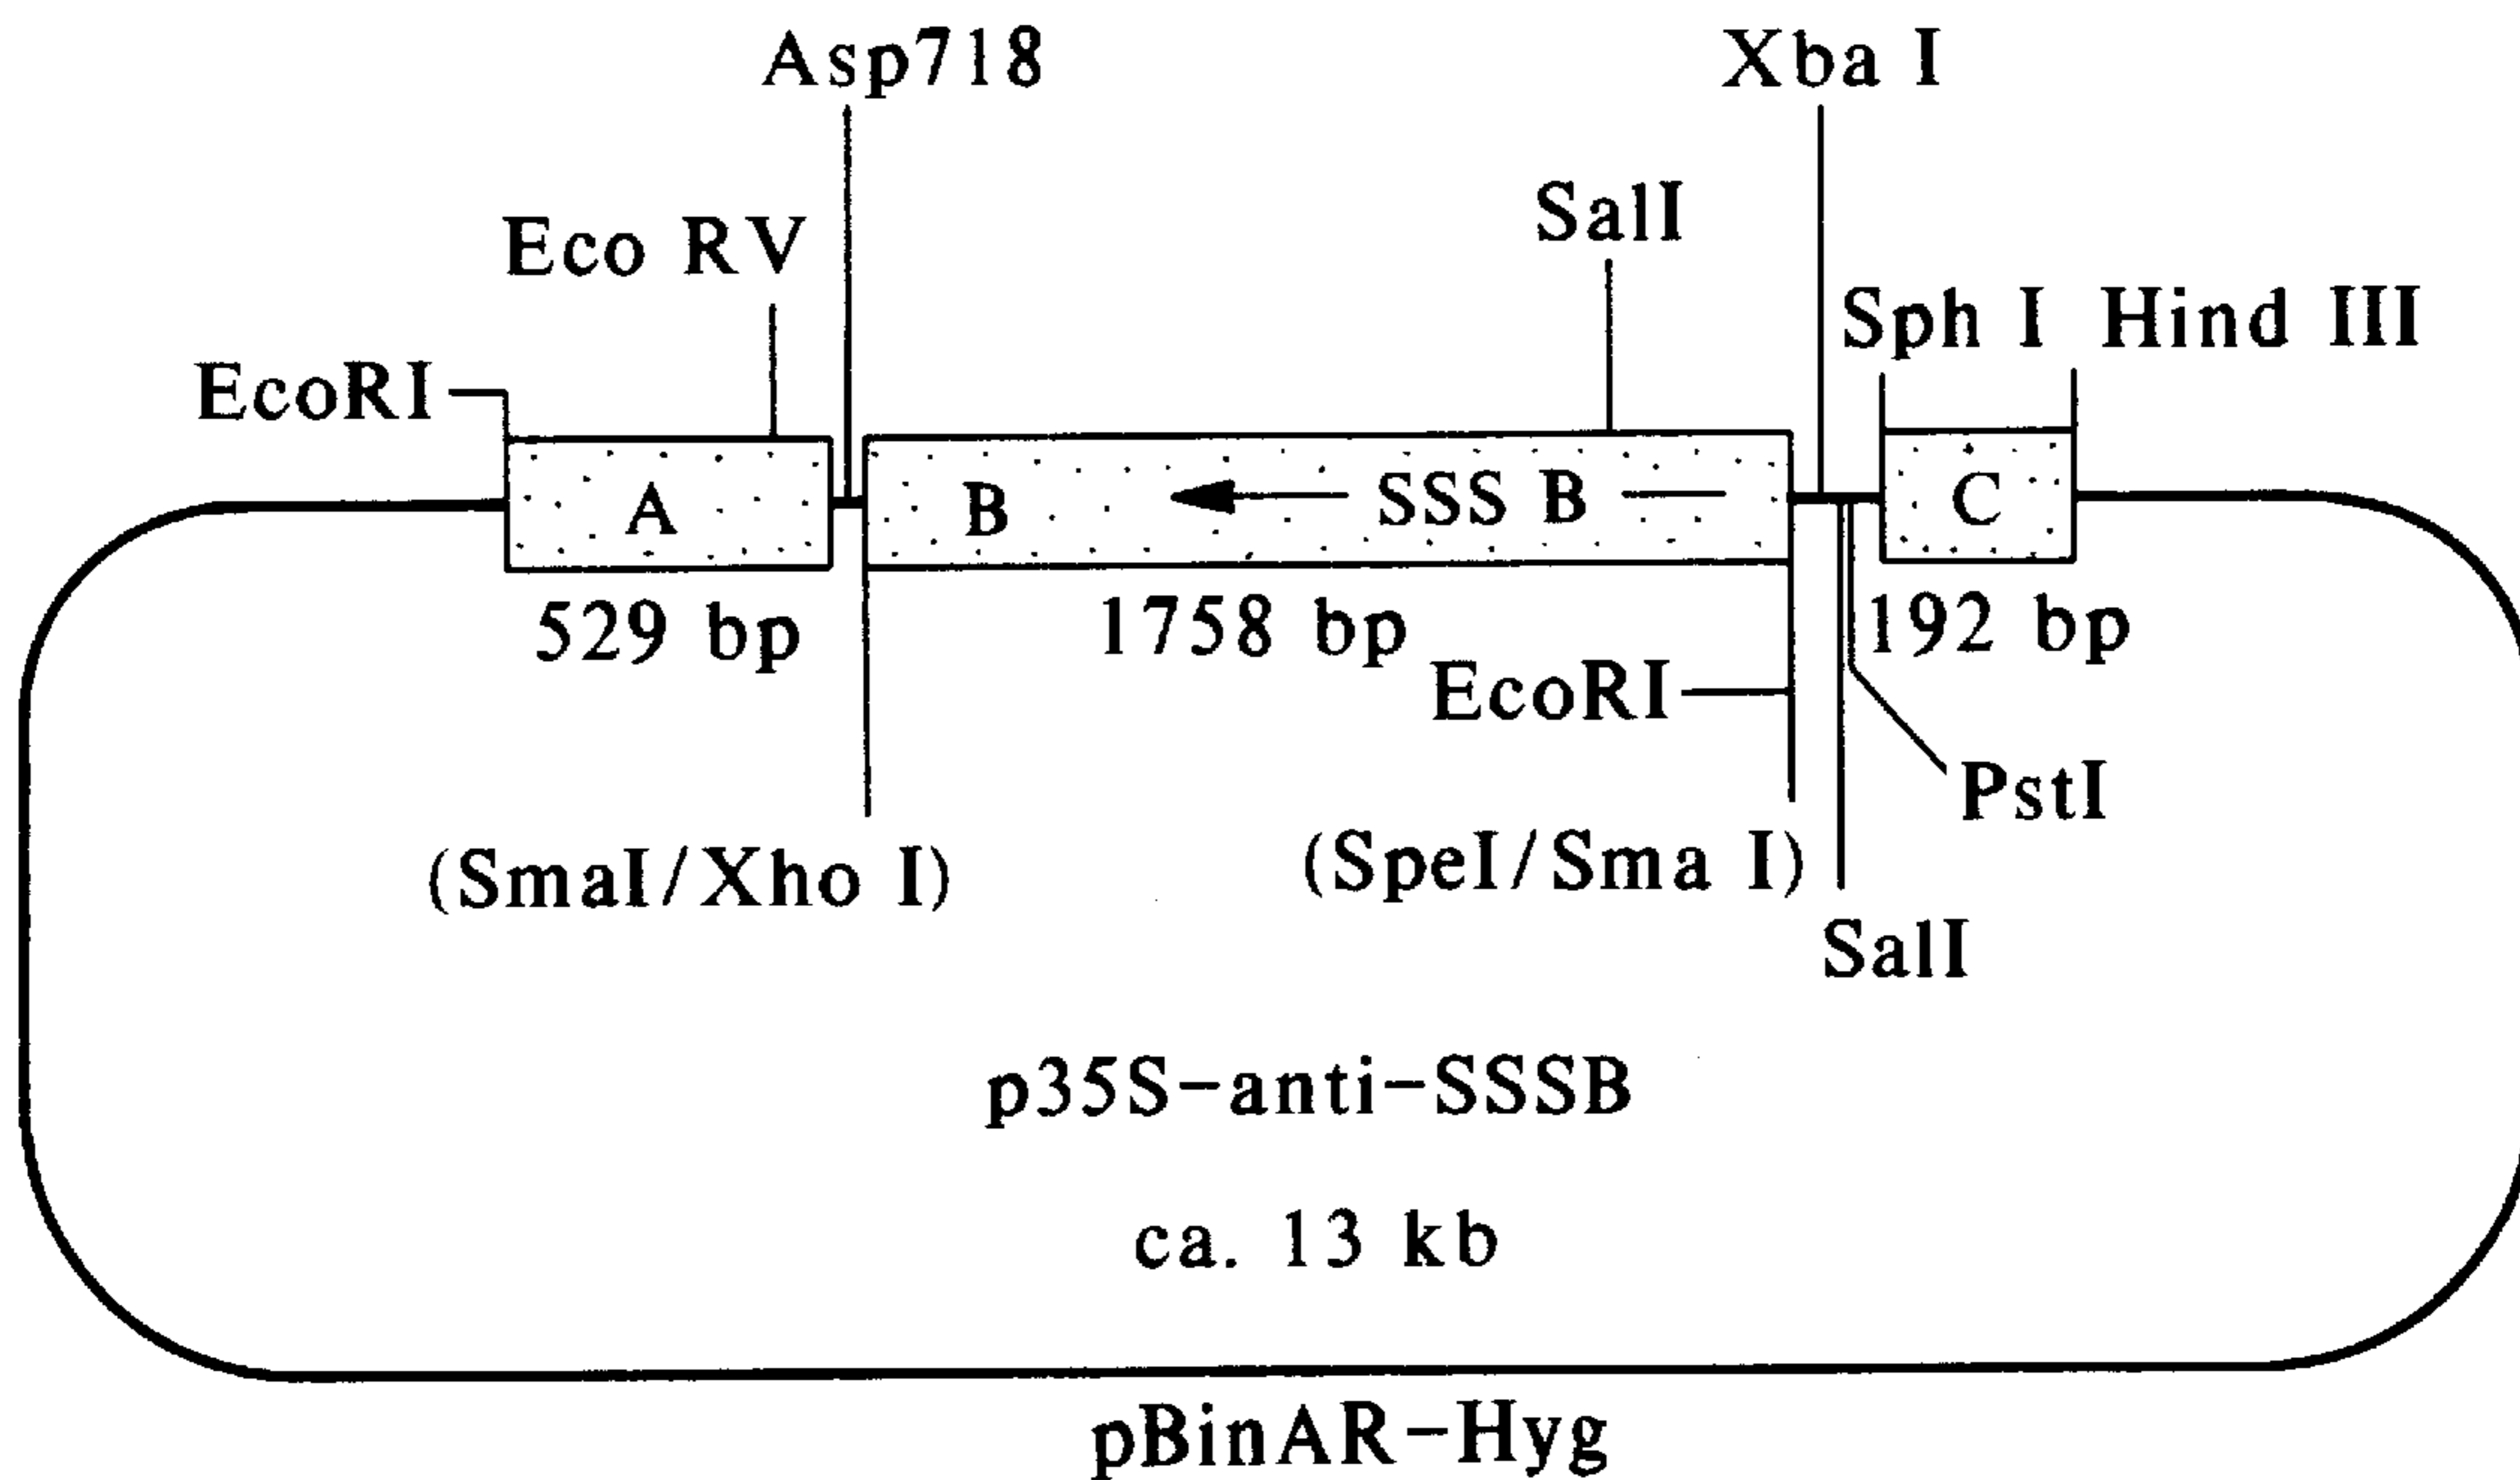 Asp718
Xba I
SalI
Eco RV
Sph I Hind III
EcoRI
A
B
SSS B
C
529 bp
1758 bp
192 bp
EcoRI
PstI
(SmaI/Xho I)
(SpeI/Sma I)
SalI
p35S-anti-SSSB
ca. 13 kb
pBinAR-Hyg